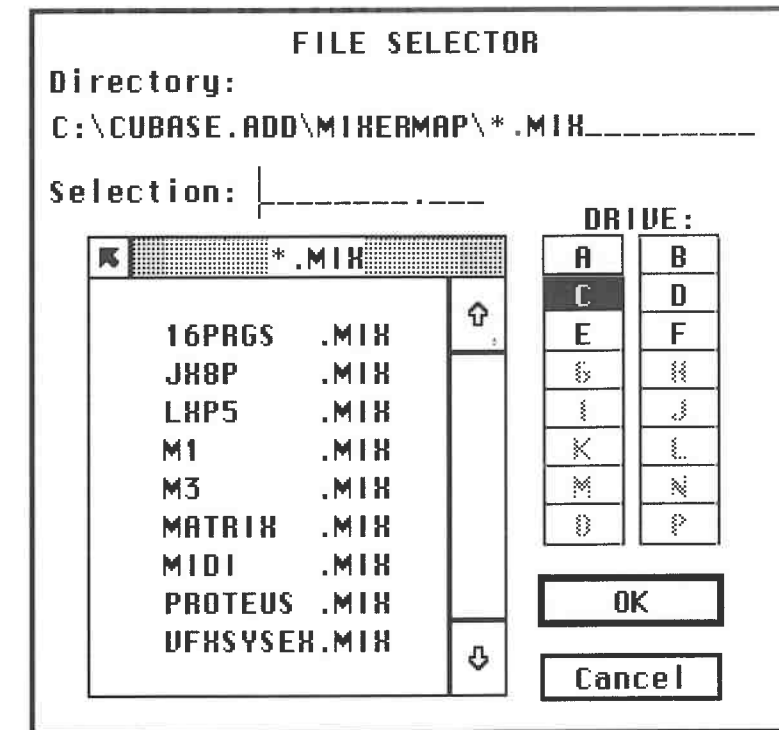 FILE SELECTOR
Directory:
C:\CUBASE.ADD\MIXERMAP\*.MIX_________
Selection: ________.___
DRIVE:
*.MIX
16PRGS .MIX
JX8P .MIX
LXP5 .MIX
M1 .MIX
M3 .MIX
MATRIX .MIX
MIDI .MIX
PROTEUS .MIX
VFXSYSEX.MIX
A B
C D
E F
G H
I J
K L
M N
O P
OK
Cancel